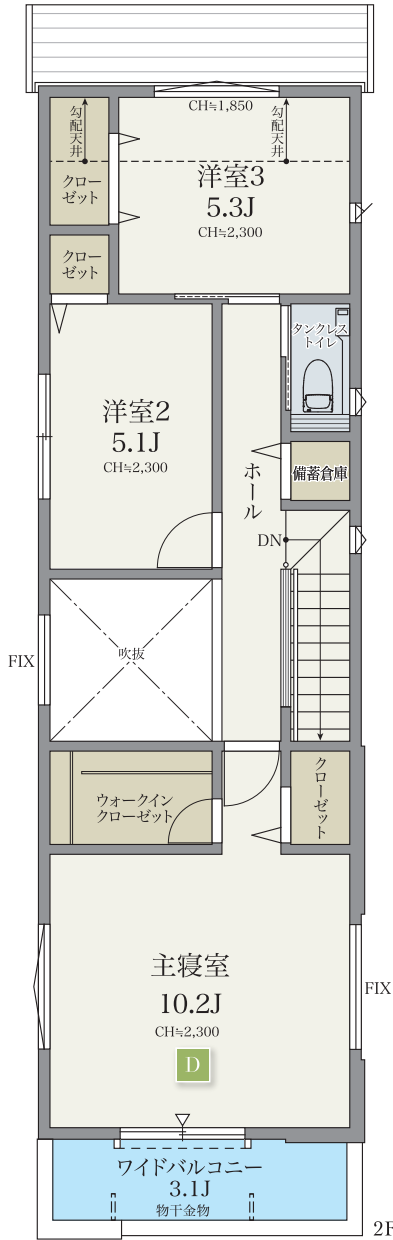 CH≒1,850
勾配天井
勾配天井
洋室3
5.3J
CH≒2,300
クロー
ゼット
クロー
ゼット
タンクレス
トイレ
洋室2
5.1J
CH≒2,300
ホール
備蓄倉庫
DN
吹抜
FIX
ウォークイン
クローゼット
クローゼット
主寝室
10.2J
CH≒2,300
FIX
D
ワイドバルコニー
3.1J
物干金物
2F